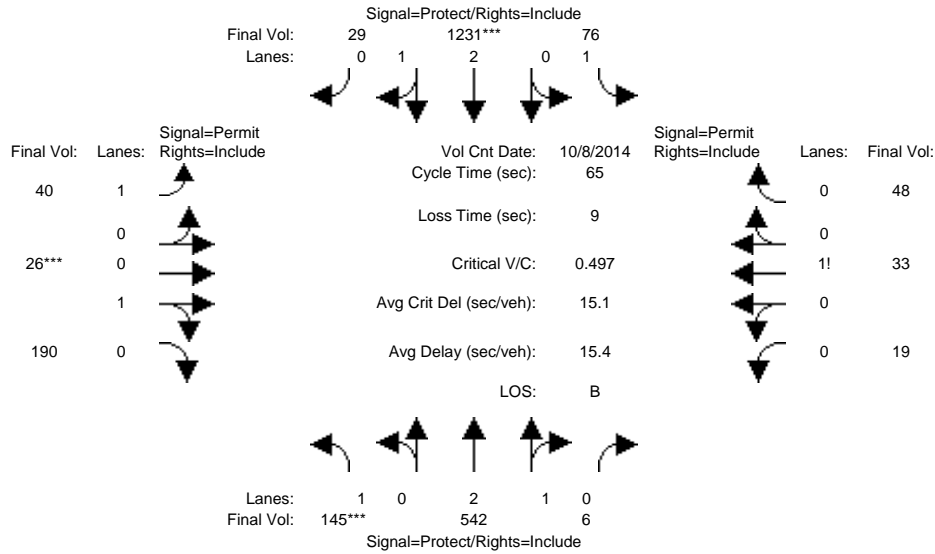 Signal=Protect/Rights=Include
Final Vol: 29 1231*** 76
Lanes: 0 1 2 0 1
Signal=Permit Signal=Permit
Final Vol: Lanes: Rights=Include Vol Cnt Date: 10/8/2014 Rights=Include Lanes: Final Vol:
Cycle Time (sec): 65
40 1 0 48
Loss Time (sec): 9
0 0
26*** 0 Critical V/C: 0.497 1! 33
1 Avg Crit Del (sec/veh): 15.1 0
190 0 Avg Delay (sec/veh): 15.4 0 19
LOS: B
Lanes: 1 0 2 1 0
Final Vol: 145*** 542 6
Signal=Protect/Rights=Include